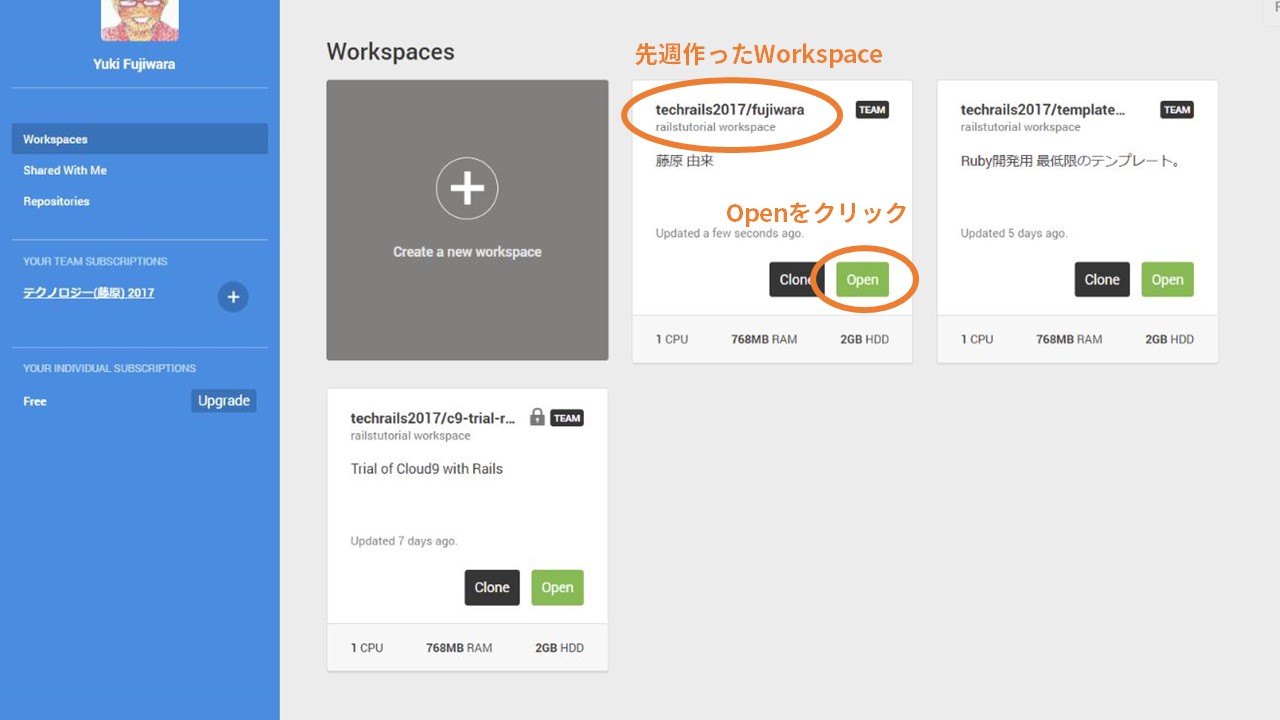 Yuki Fujiwara
Workspaces
Shared With Me
Repositories
YOUR TEAM SUBSCRIPTIONS
テクノロジー(藤原) 2017
YOUR INDIVIDUAL SUBSCRIPTIONS
Free
Upgrade
Workspaces
先週作ったWorkspace
Create a new workspace
techrails2017/fujiwara
TEAM
railstutorial workspace
藤原 由来
Openをクリック
Updated a few seconds ago.
Clone
Open
1 CPU 768MB RAM 2GB HDD
techrails2017/template...
TEAM
railstutorial workspace
Ruby開発用 最低限のテンプレート。
Updated 5 days ago.
Clone
Open
1 CPU 768MB RAM 2GB HDD
techrails2017/c9-trial-r...
TEAM
railstutorial workspace
Trial of Cloud9 with Rails
Updated 7 days ago.
Clone
Open
1 CPU 768MB RAM 2GB HDD